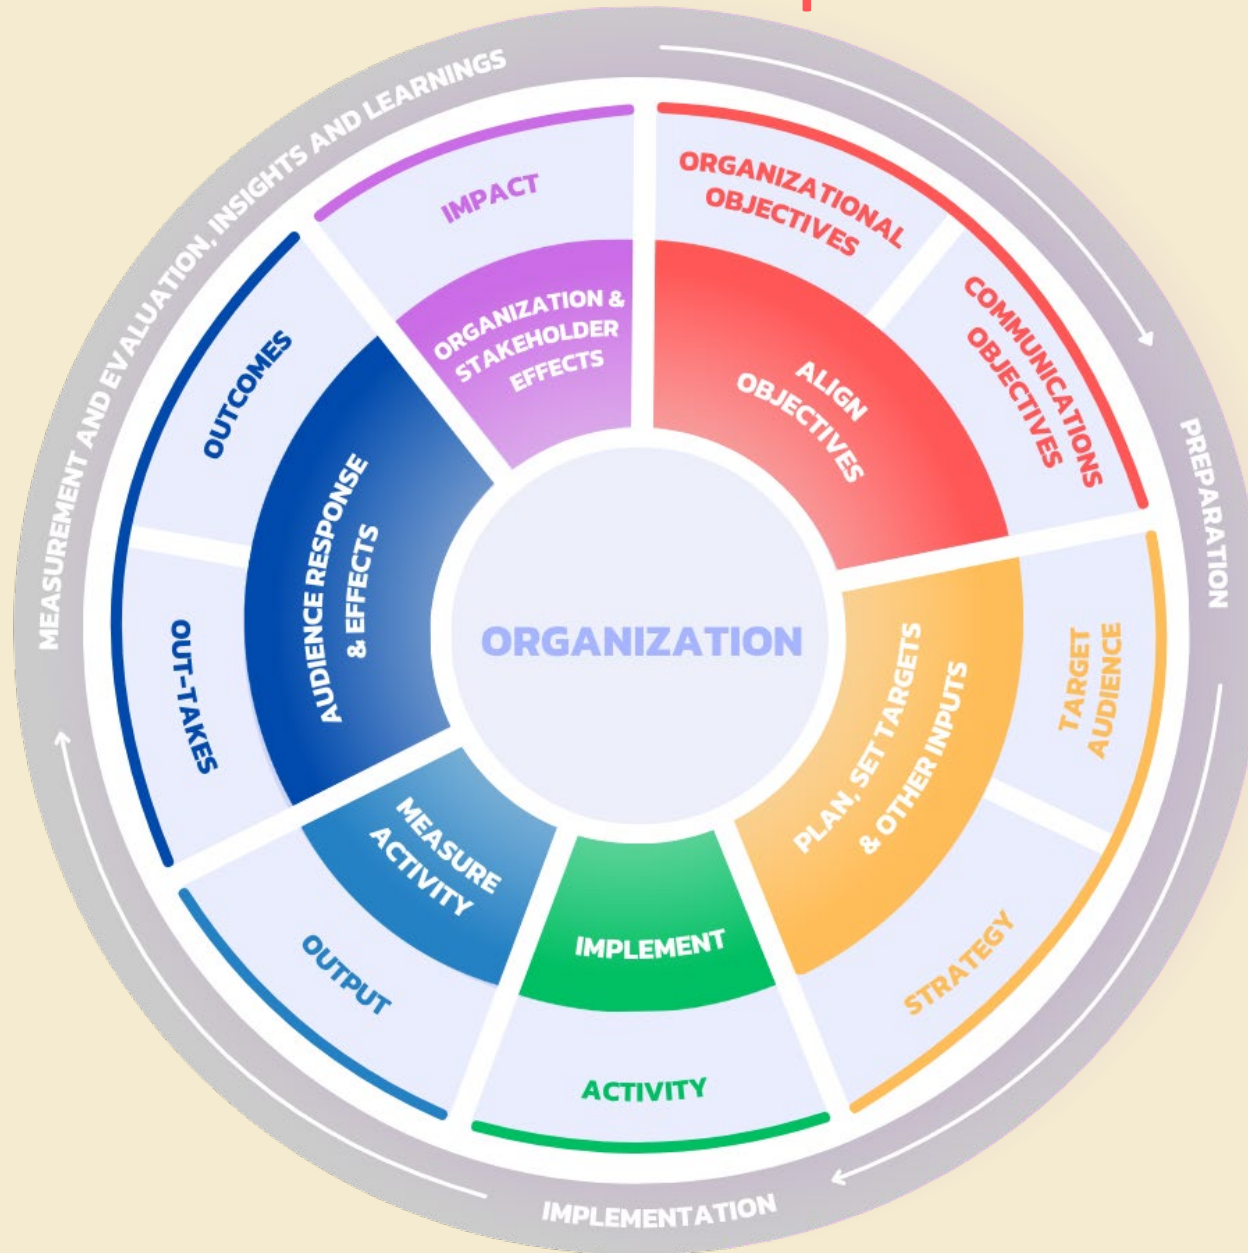 MEASUREMENT AND EVALUATION, INSIGHTS AND LEARNINGS
PREPARATION
IMPLEMENTATION
ORGANIZATIONAL
OBJECTIVES
COMMUNICATIONS
OBJECTIVES
ALIGN
OBJECTIVES
TARGET
AUDIENCE
STRATEGY
PLAN, SET TARGETS
& OTHER INPUTS
ACTIVITY
IMPLEMENT
OUTPUT
MEASURE
ACTIVITY
OUT-TAKES
OUTCOMES
AUDIENCE RESPONSE
& EFFECTS
IMPACT
ORGANIZATION &
STAKEHOLDER
EFFECTS
ORGANIZATION